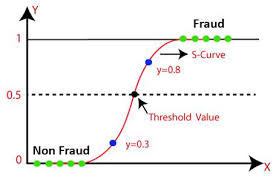 Y
Fraud
1
S-Curve
y=0.8
0.5
Threshold Value
Non Fraud
y=0.3
0
X